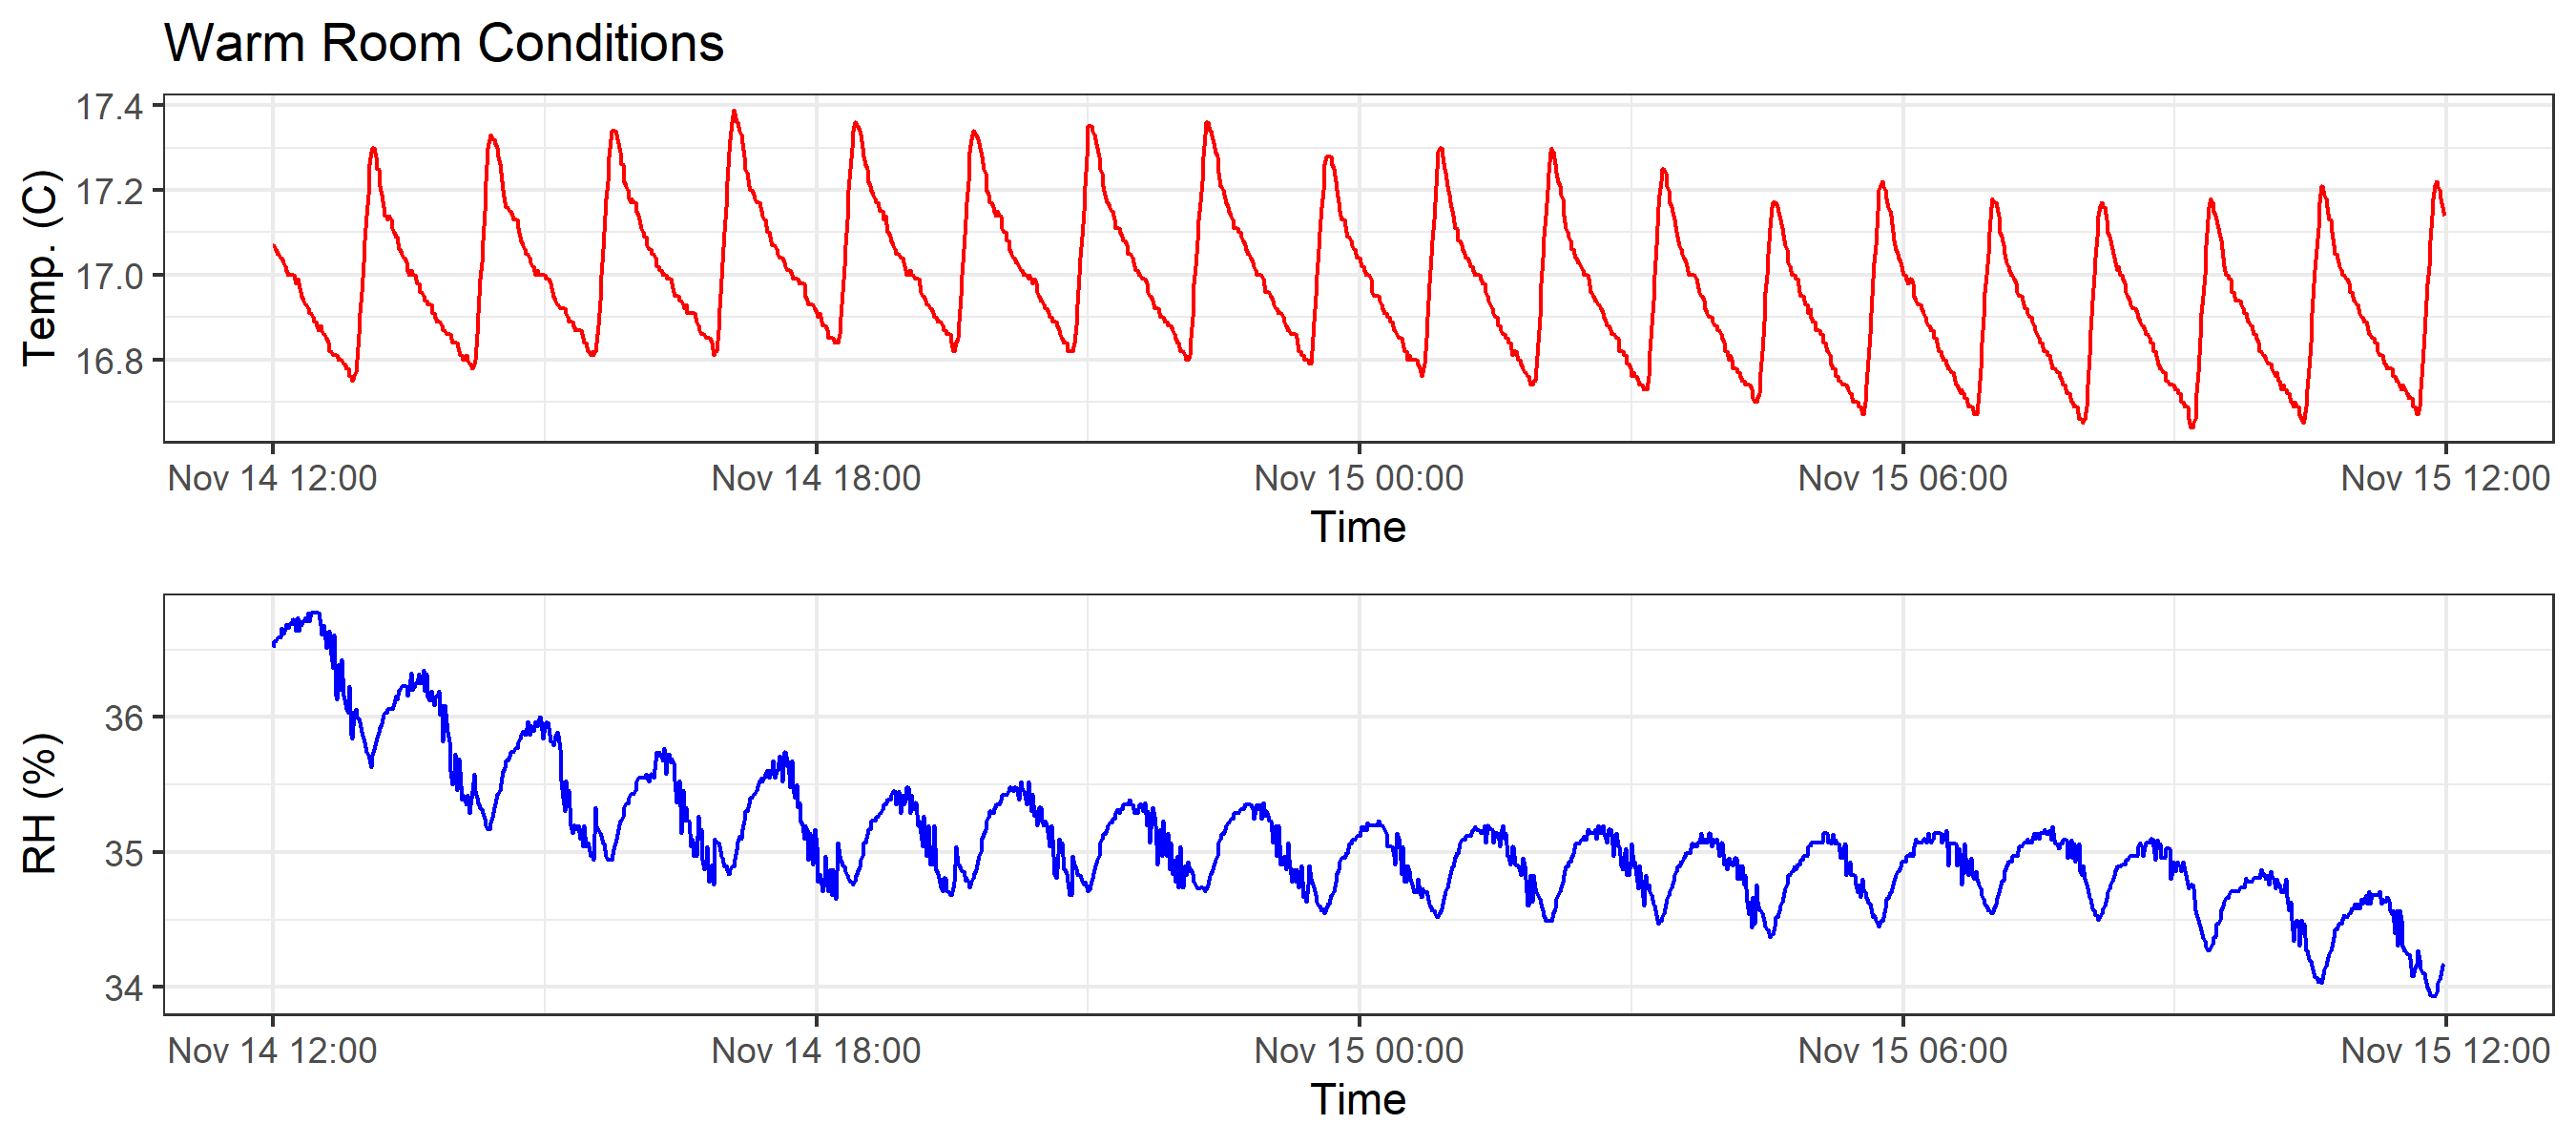 Warm Room Conditions
Temp. (C)
17.4
17.2
17.0
16.8
Nov 14 12:00 Nov 14 18:00 Nov 15 00:00 Nov 15 06:00 Nov 15 12:00
Time
RH (%)
36
35
34
Nov 14 12:00 Nov 14 18:00 Nov 15 00:00 Nov 15 06:00 Nov 15 12:00
Time